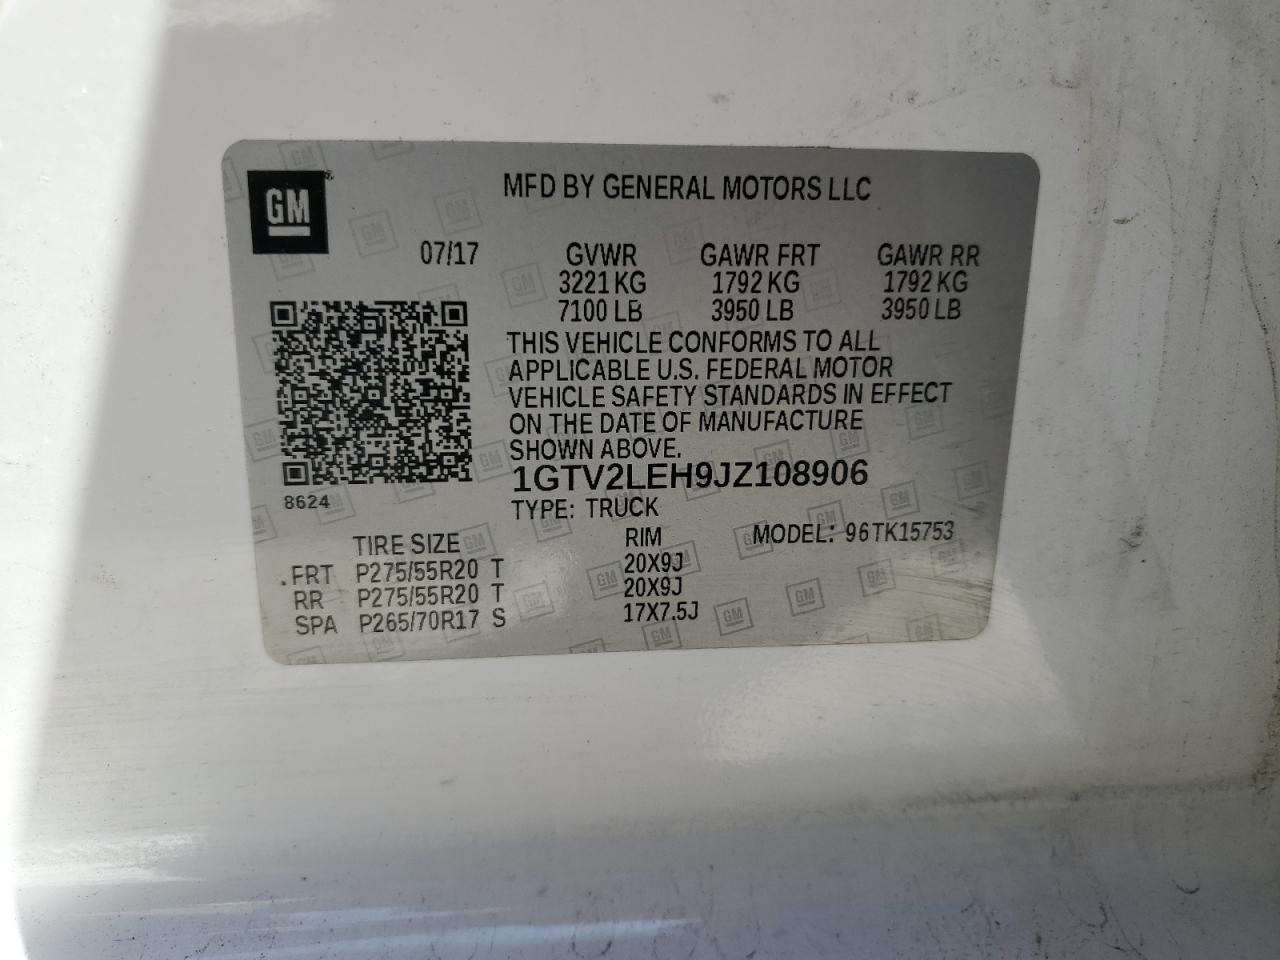 GM
MFD BY GENERAL MOTORS LLC
07/17 GVWR GAWR FRT GAWR RR
3221 KG 1792 KG 1792 KG
7100 LB 3950 LB 3950 LB
THIS VEHICLE CONFORMS TO ALL
APPLICABLE U.S. FEDERAL MOTOR
VEHICLE SAFETY STANDARDS IN EFFECT
ON THE DATE OF MANUFACTURE
SHOWN ABOVE.
1GTV2LEH9JZ108906
8624
TYPE: TRUCK
TIRE SIZE RIM MODEL: 96TK15753
.FRT P275/55R20 T 20X9J
RR P275/55R20 T 20X9J
SPA P265/70R17 S 17X7.5J